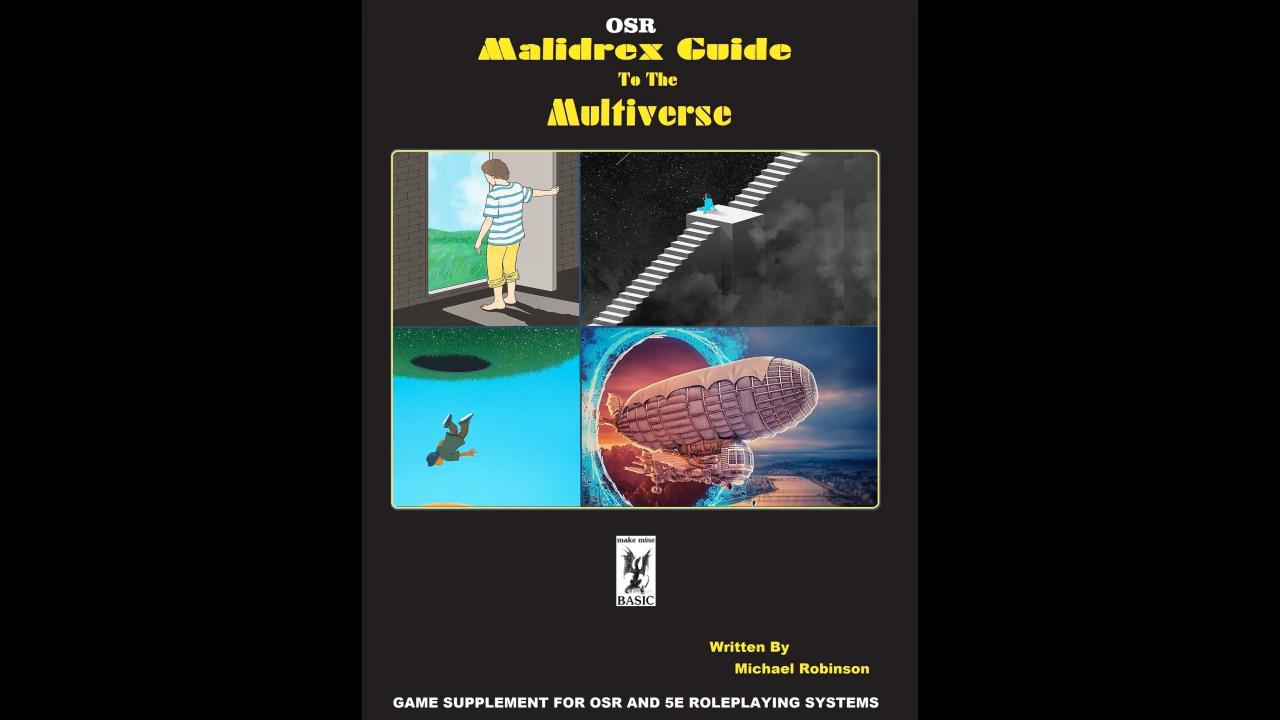 OSR
Malidrex Guide
To The
Multiverse
make mine
BASIC
Written By
Michael Robinson
GAME SUPPLEMENT FOR OSR AND 5E ROLEPLAYING SYSTEMS